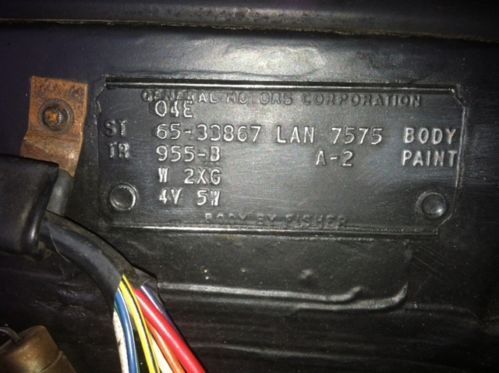 GENERAL MOTORS CORPORATION
04E
ST 65-33867 LAN 7575 BODY
TR 955-B A-2 PAINT
W 2XG
4V 5W
BODY BY FISHER